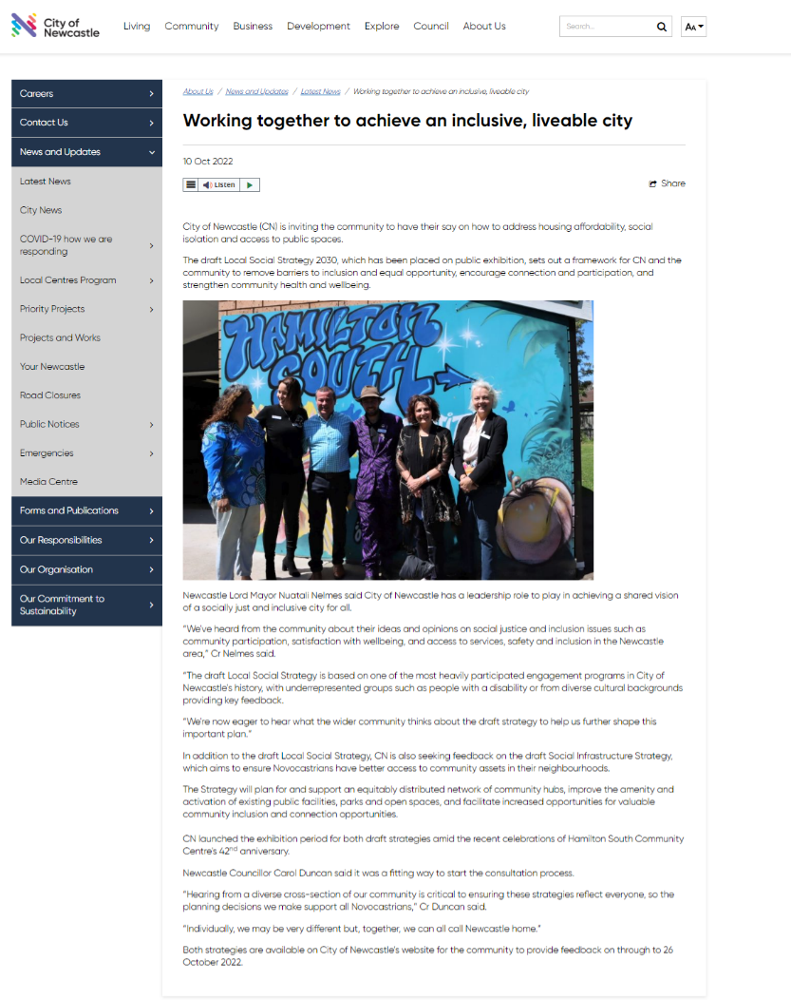 City of
Newcastle
Living
Community
Business
Development
Explore
Council
About Us
Search...
AA
Careers
Contact Us
News and Updates
Latest News
City News
COVID-19 how we are
responding
Local Centres Program
Priority Projects
Projects and Works
Your Newcastle
Road Closures
Public Notices
Emergencies
Media Centre
Forms and Publications
Our Responsibilities
Our Organisation
Our Commitment to
Sustainability
About Us / News and Updates / Latest News / Working together to achieve an inclusive, liveable city
Working together to achieve an inclusive, liveable city
10 Oct 2022
Listen
Share
City of Newcastle (CN) is inviting the community to have their say on how to address housing affordability, social
isolation and access to public spaces.
The draft Local Social Strategy 2030, which has been placed on public exhibition, sets out a framework for CN and the
community to remove barriers to inclusion and equal opportunity, encourage connection and participation, and
strengthen community health and wellbeing.
HAMILTON
SOUTH
Newcastle Lord Mayor Nuatali Nelmes said City of Newcastle has a leadership role to play in achieving a shared vision
of a socially just and inclusive city for all.
"We've heard from the community about their ideas and opinions on social justice and inclusion issues such as
community participation, satisfaction with wellbeing, and access to services, safety and inclusion in the Newcastle
area," Cr Nelmes said.
"The draft Local Social Strategy is based on one of the most heavily participated engagement programs in City of
Newcastle's history, with underrepresented groups such as people with a disability or from diverse cultural backgrounds
providing key feedback.
"We're now eager to hear what the wider community thinks about the draft strategy to help us further shape this
important plan."
In addition to the draft Local Social Strategy, CN is also seeking feedback on the draft Social Infrastructure Strategy,
which aims to ensure Novocastrians have better access to community assets in their neighbourhoods.
The Strategy will plan for and support an equitably distributed network of community hubs, improve the amenity and
activation of existing public facilities, parks and open spaces, and facilitate increased opportunities for valuable
community inclusion and connection opportunities.
CN launched the exhibition period for both draft strategies amid the recent celebrations of Hamilton South Community
Centre's 42nd anniversary.
Newcastle Councillor Carol Duncan said it was a fitting way to start the consultation process.
"Hearing from a diverse cross-section of our community is critical to ensuring these strategies reflect everyone, so the
planning decisions we make support all Novocastrians," Cr Duncan said.
"Individually, we may be very different but, together, we can all call Newcastle home."
Both strategies are available on City of Newcastle's website for the community to provide feedback on through to 26
October 2022.